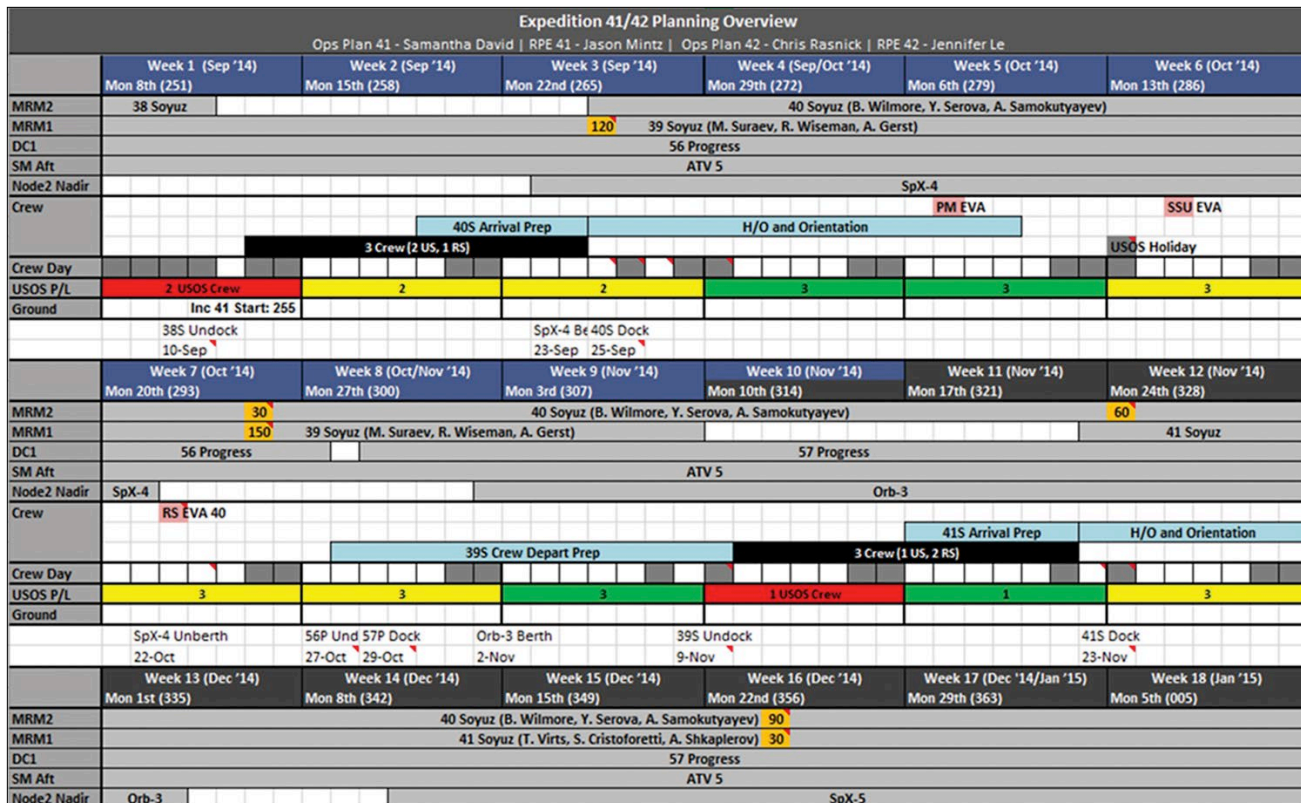 Expedition 41/42 Planning Overview
Ops Plan 41 - Samantha David | RPE 41 - Jason Mintz | Ops Plan 42 - Chris Rasnick | RPE 42 - Jennifer Le
Week 1 (Sep '14) Week 2 (Sep '14) Week 3 (Sep '14) Week 4 (Sep/Oct '14) Week 5 (Oct '14) Week 6 (Oct '14)
Mon 8th (251) Mon 15th (258) Mon 22nd (265) Mon 29th (272) Mon 6th (279) Mon 13th (286)
MRM2 38 Soyuz 40 Soyuz (B. Wilmore, Y. Serova, A. Samokutyayev)
MRM1 120 39 Soyuz (M. Suraev, R. Wiseman, A. Gerst)
DC1 56 Progress
SM Aft ATV 5
Node2 Nadir SpX-4
Crew PM EVA SSU EVA
40S Arrival Prep H/O and Orientation
3 Crew (2 US, 1 RS) USOS Holiday
Crew Day
USOS P/L 2 USOS Crew 2 2 3 3 3
Ground Inc 41 Start: 255
38S Undock SpX-4 Be 40S Dock
10-Sep 23-Sep 25-Sep
Week 7 (Oct '14) Week 8 (Oct/Nov '14) Week 9 (Nov '14) Week 10 (Nov '14) Week 11 (Nov '14) Week 12 (Nov '14)
Mon 20th (293) Mon 27th (300) Mon 3rd (307) Mon 10th (314) Mon 17th (321) Mon 24th (328)
MRM2 30 40 Soyuz (B. Wilmore, Y. Serova, A. Samokutyayev) 60
MRM1 150 39 Soyuz (M. Suraev, R. Wiseman, A. Gerst) 41 Soyuz
DC1 56 Progress 57 Progress
SM Aft ATV 5
Node2 Nadir SpX-4 Orb-3
Crew RS EVA 40
41S Arrival Prep H/O and Orientation
39S Crew Depart Prep 3 Crew (1 US, 2 RS)
Crew Day
USOS P/L 3 3 3 1 USOS Crew 1 3
Ground
SpX-4 Unberth 56P Und 57P Dock Orb-3 Berth 39S Undock 41S Dock
22-Oct 27-Oct 29-Oct 2-Nov 9-Nov 23-Nov
Week 13 (Dec '14) Week 14 (Dec '14) Week 15 (Dec '14) Week 16 (Dec '14) Week 17 (Dec '14/Jan '15) Week 18 (Jan '15)
Mon 1st (335) Mon 8th (342) Mon 15th (349) Mon 22nd (356) Mon 29th (363) Mon 5th (005)
MRM2 40 Soyuz (B. Wilmore, Y. Serova, A. Samokutyayev) 90
MRM1 41 Soyuz (T. Virts, S. Cristoforetti, A. Shkaplerov) 30
DC1 57 Progress
SM Aft ATV 5
Node2 Nadir Orb-3 SpX-5